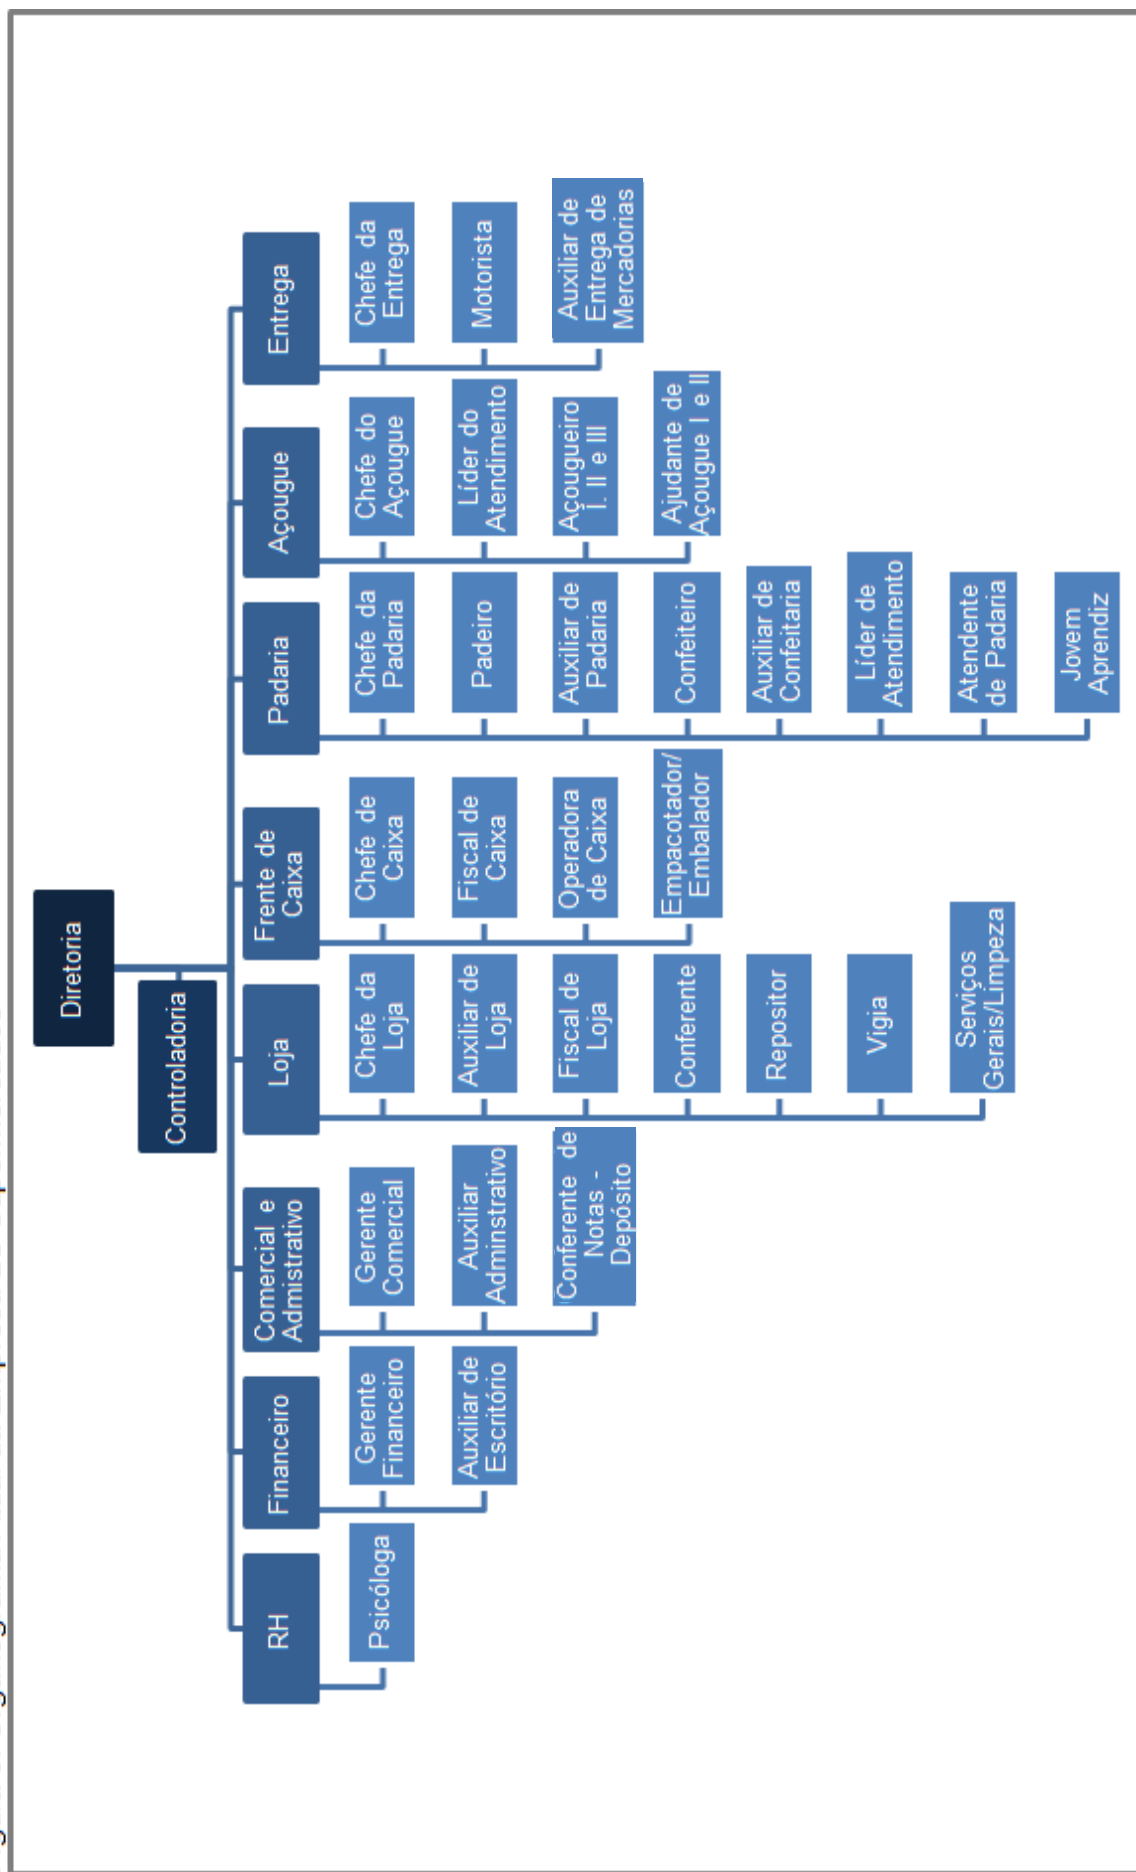 Diretoria
Controladoria
RH
Psicóloga
Financeiro
Gerente
Financeiro
Auxiliar de
Escritório
Comercial e
Admistrativo
Gerente
Comercial
Auxiliar
Adminstrativo
Conferente de
Notas -
Depósito
Loja
Chefe da
Loja
Auxiliar de
Loja
Fiscal de
Loja
Conferente
Repositor
Vigia
Serviços
Gerais/Limpeza
Frente de
Caixa
Chefe de
Caixa
Fiscal de
Caixa
Operadora
de Caixa
Empacotador/
Embalador
Padaria
Chefe da
Padaria
Padeiro
Auxiliar de
Padaria
Confeiteiro
Auxiliar de
Confeitaria
Líder de
Atendimento
Atendente
de Padaria
Jovem
Aprendiz
Açougue
Chefe do
Açougue
Líder do
Atendimento
Açougueiro
I. II e III
Ajudante de
Açougue I e II
Entrega
Chefe da
Entrega
Motorista
Auxiliar de
Entrega de
Mercadorias